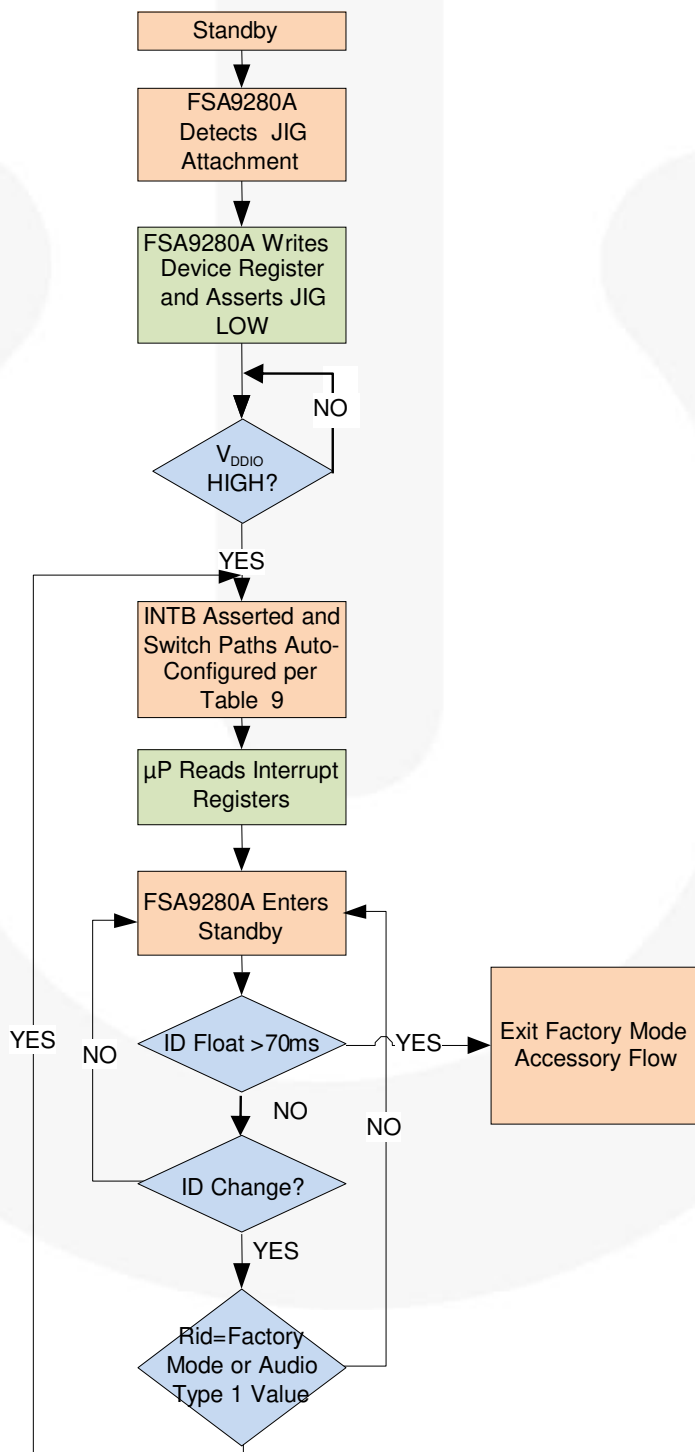 Standby
FSA9280A
Detects JIG
Attachment
FSA9280A Writes
Device Register
and Asserts JIG
LOW
NO
VDDIO
HIGH?
YES
INTB Asserted and
Switch Paths Auto-
Configured per
Table 9
µP Reads Interrupt
Registers
FSA9280A Enters
Standby
ID Float >70ms
YES
Exit Factory Mode
Accessory Flow
YES
NO
NO
NO
ID Change?
YES
Rid=Factory
Mode or Audio
Type 1 Value